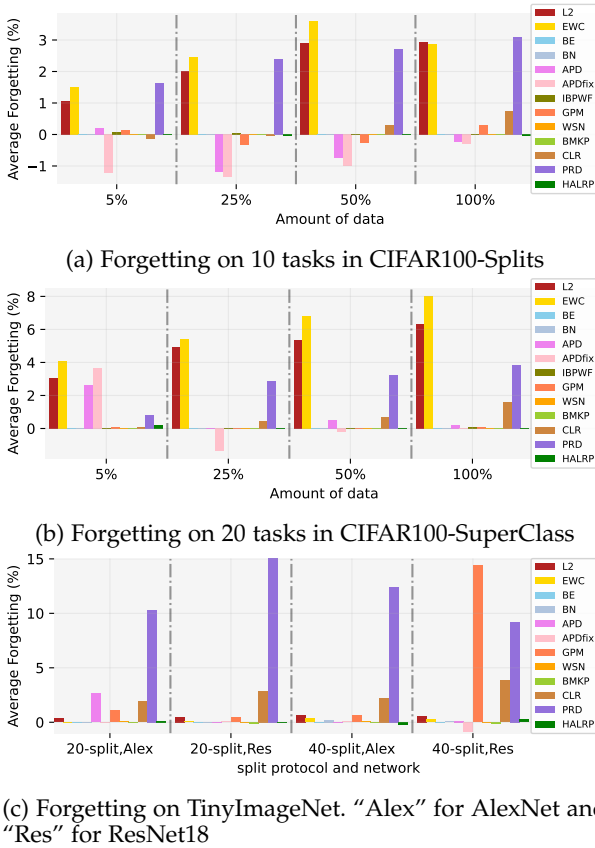 Average Forgetting (%)
3
2
1
0
−1
5%
25%
50%
100%
Amount of data
L2
EWC
BE
BN
APD
APDfix
IBPWF
GPM
WSN
BMKP
CLR
PRD
HALRP
(a) Forgetting on 10 tasks in CIFAR100-Splits
Average Forgetting (%)
8
6
4
2
0
5%
25%
50%
100%
Amount of data
L2
EWC
BE
BN
APD
APDfix
IBPWF
GPM
WSN
BMKP
CLR
PRD
HALRP
(b) Forgetting on 20 tasks in CIFAR100-SuperClass
Average Forgetting (%)
15
10
5
0
20-split,Alex
20-split,Res
40-split,Alex
40-split,Res
split protocol and network
L2
EWC
BE
BN
APD
APDfix
GPM
WSN
BMKP
CLR
PRD
HALRP
(c) Forgetting on TinyImageNet. “Alex” for AlexNet and
“Res” for ResNet18